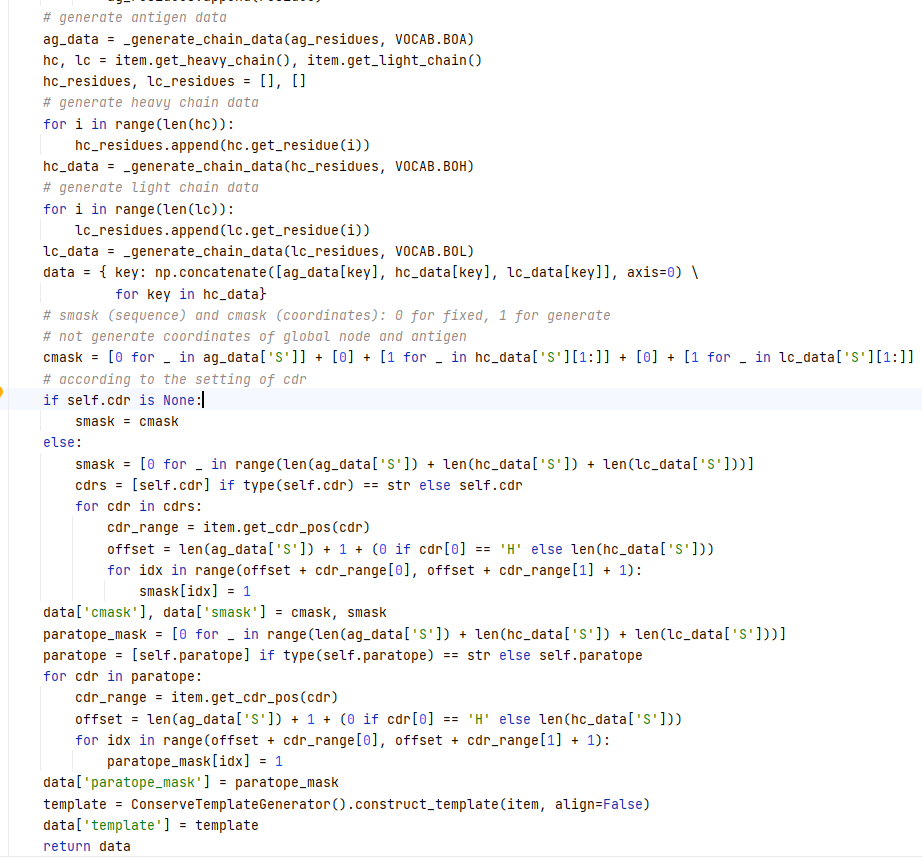 ag_residues.append(residue)
# generate antigen data
ag_data = _generate_chain_data(ag_residues, VOCAB.BOA)
hc, lc = item.get_heavy_chain(), item.get_light_chain()
hc_residues, lc_residues = [], []
# generate heavy chain data
for i in range(len(hc)):
    hc_residues.append(hc.get_residue(i))
hc_data = _generate_chain_data(hc_residues, VOCAB.BOH)
# generate light chain data
for i in range(len(lc)):
    lc_residues.append(lc.get_residue(i))
lc_data = _generate_chain_data(lc_residues, VOCAB.BOL)
data = { key: np.concatenate([ag_data[key], hc_data[key], lc_data[key]], axis=0) \
         for key in hc_data}
# smask (sequence) and cmask (coordinates): 0 for fixed, 1 for generate
# not generate coordinates of global node and antigen
cmask = [0 for _ in ag_data['S']] + [0] + [1 for _ in hc_data['S'][1:]] + [0] + [1 for _ in lc_data['S'][1:]]
# according to the setting of cdr
if self.cdr is None:
    smask = cmask
else:
    smask = [0 for _ in range(len(ag_data['S']) + len(hc_data['S']) + len(lc_data['S']))]
    cdrs = [self.cdr] if type(self.cdr) == str else self.cdr
    for cdr in cdrs:
        cdr_range = item.get_cdr_pos(cdr)
        offset = len(ag_data['S']) + 1 + (0 if cdr[0] == 'H' else len(hc_data['S']))
        for idx in range(offset + cdr_range[0], offset + cdr_range[1] + 1):
            smask[idx] = 1
data['cmask'], data['smask'] = cmask, smask
paratope_mask = [0 for _ in range(len(ag_data['S']) + len(hc_data['S']) + len(lc_data['S']))]
paratope = [self.paratope] if type(self.paratope) == str else self.paratope
for cdr in paratope:
    cdr_range = item.get_cdr_pos(cdr)
    offset = len(ag_data['S']) + 1 + (0 if cdr[0] == 'H' else len(hc_data['S']))
    for idx in range(offset + cdr_range[0], offset + cdr_range[1] + 1):
        paratope_mask[idx] = 1
data['paratope_mask'] = paratope_mask
template = ConserveTemplateGenerator().construct_template(item, align=False)
data['template'] = template
return data